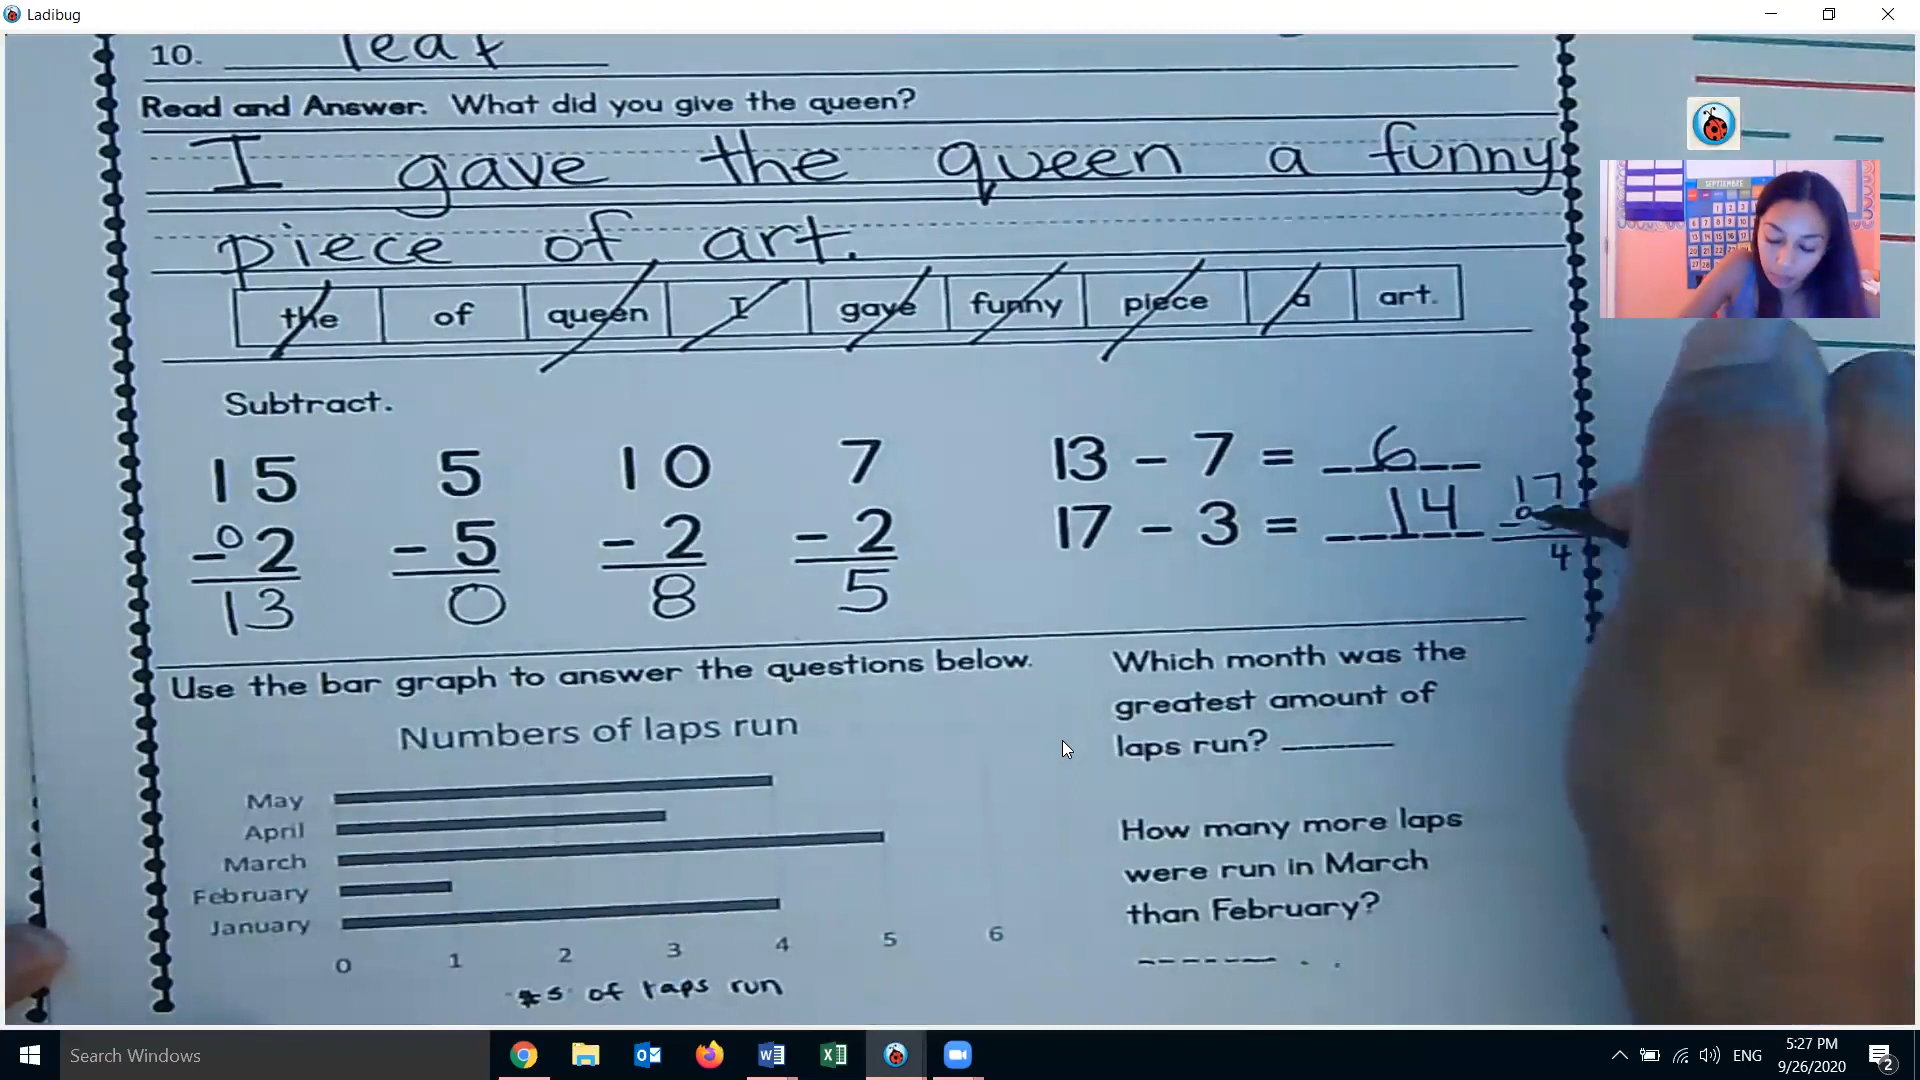 Ladibug
10. leaf
Read and Answer. What did you give the queen?
I gave the queen a funny
piece of art.
the of queen I gave funny piece a art.
SEPTIEMBRE
Subtract.
15 5 10 7
-02 -5 -2 -2
13 0 8 5
13 - 7 = 6
17 - 3 = 14
17
4
Use the bar graph to answer the questions below.
Numbers of laps run
May
April
March
February
January
0 1 2 3 4 5 6
#s of laps run
Which month was the
greatest amount of
laps run?
How many more laps
were run in March
than February?
Search Windows
ENG
5:27 PM
9/26/2020
2